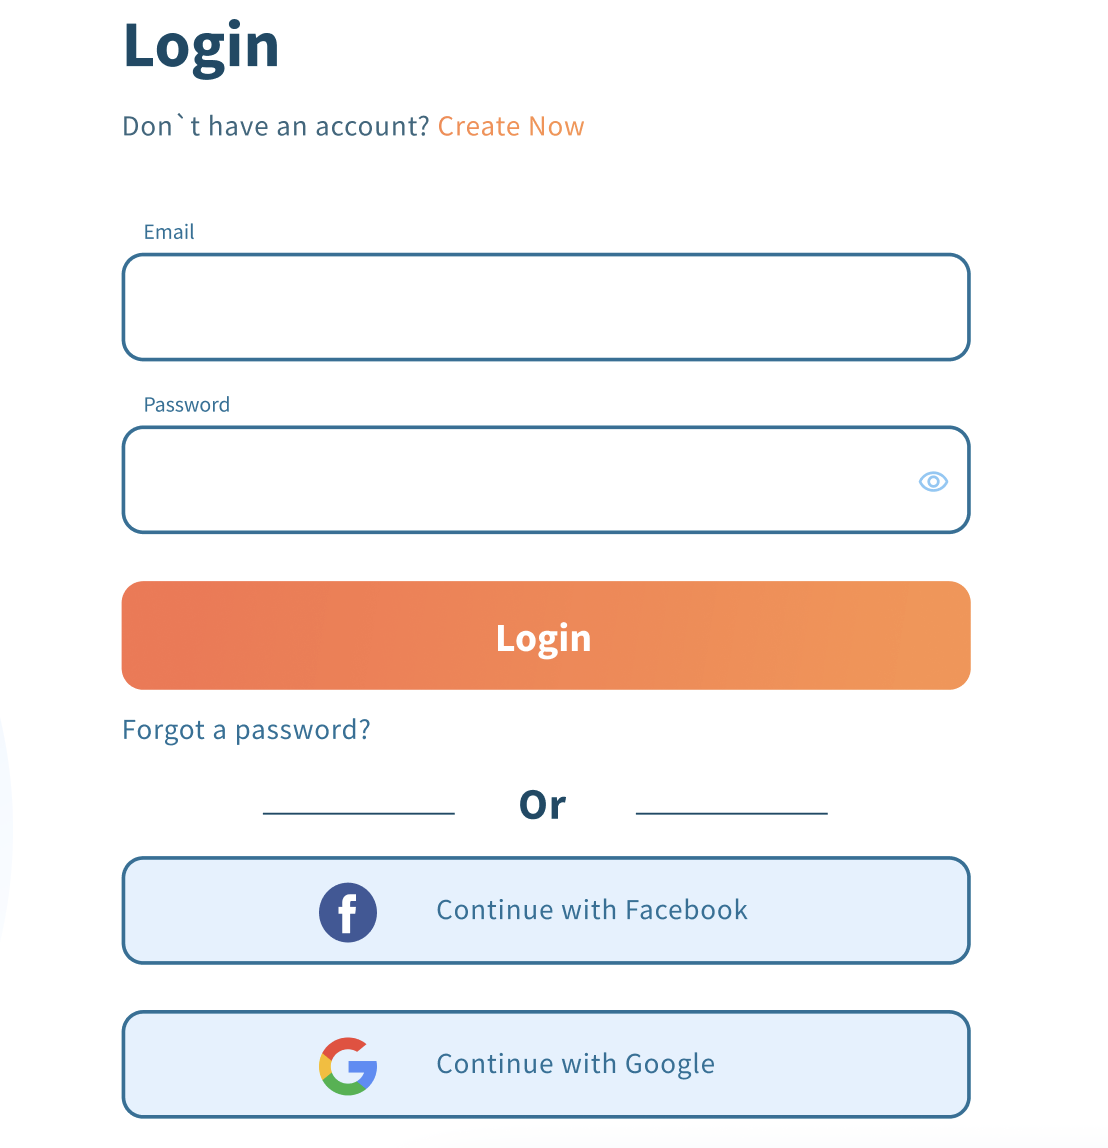 Login
Don`t have an account? Create Now
Email
Password
Login
Forgot a password?
Or
Continue with Facebook
Continue with Google